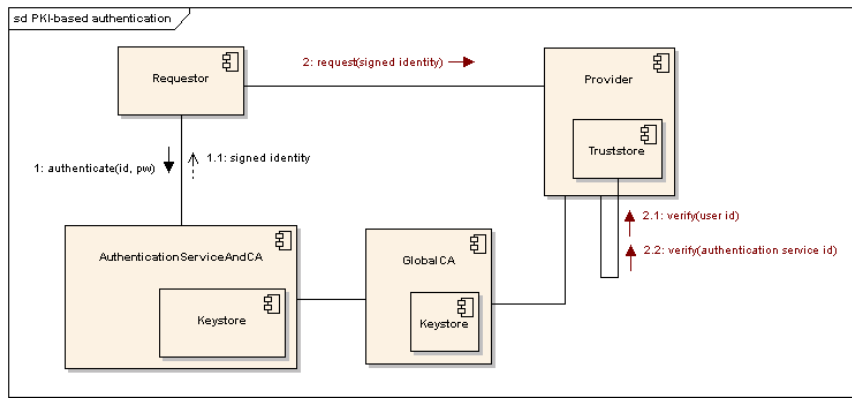 sd PKI-based authentication
Requestor
2: request(signed identity)
Provider
Truststore
1: authenticate(id, pw)
1.1: signed identity
2.1: verify(user id)
2.2: verify(authentication service id)
AuthenticationServiceAndCA
Keystore
GlobalCA
Keystore